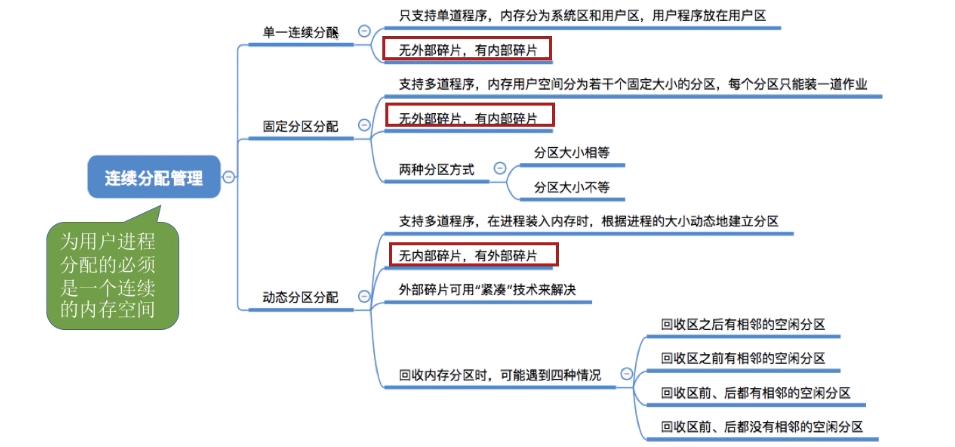 连续分配管理
为用户进程
分配的必须
是一个连续
的内存空间
单一连续分配
只支持单道程序，内存分为系统区和用户区，用户程序放在用户区
无外部碎片，有内部碎片
固定分区分配
支持多道程序，内存用户空间分为若干个固定大小的分区，每个分区只能装一道作业
无外部碎片，有内部碎片
两种分区方式
分区大小相等
分区大小不等
动态分区分配
支持多道程序，在进程装入内存时，根据进程的大小动态地建立分区
无内部碎片，有外部碎片
外部碎片可用“紧凑”技术来解决
回收内存分区时，可能遇到四种情况
回收区之后有相邻的空闲分区
回收区之前有相邻的空闲分区
回收区前、后都有相邻的空闲分区
回收区前、后都没有相邻的空闲分区